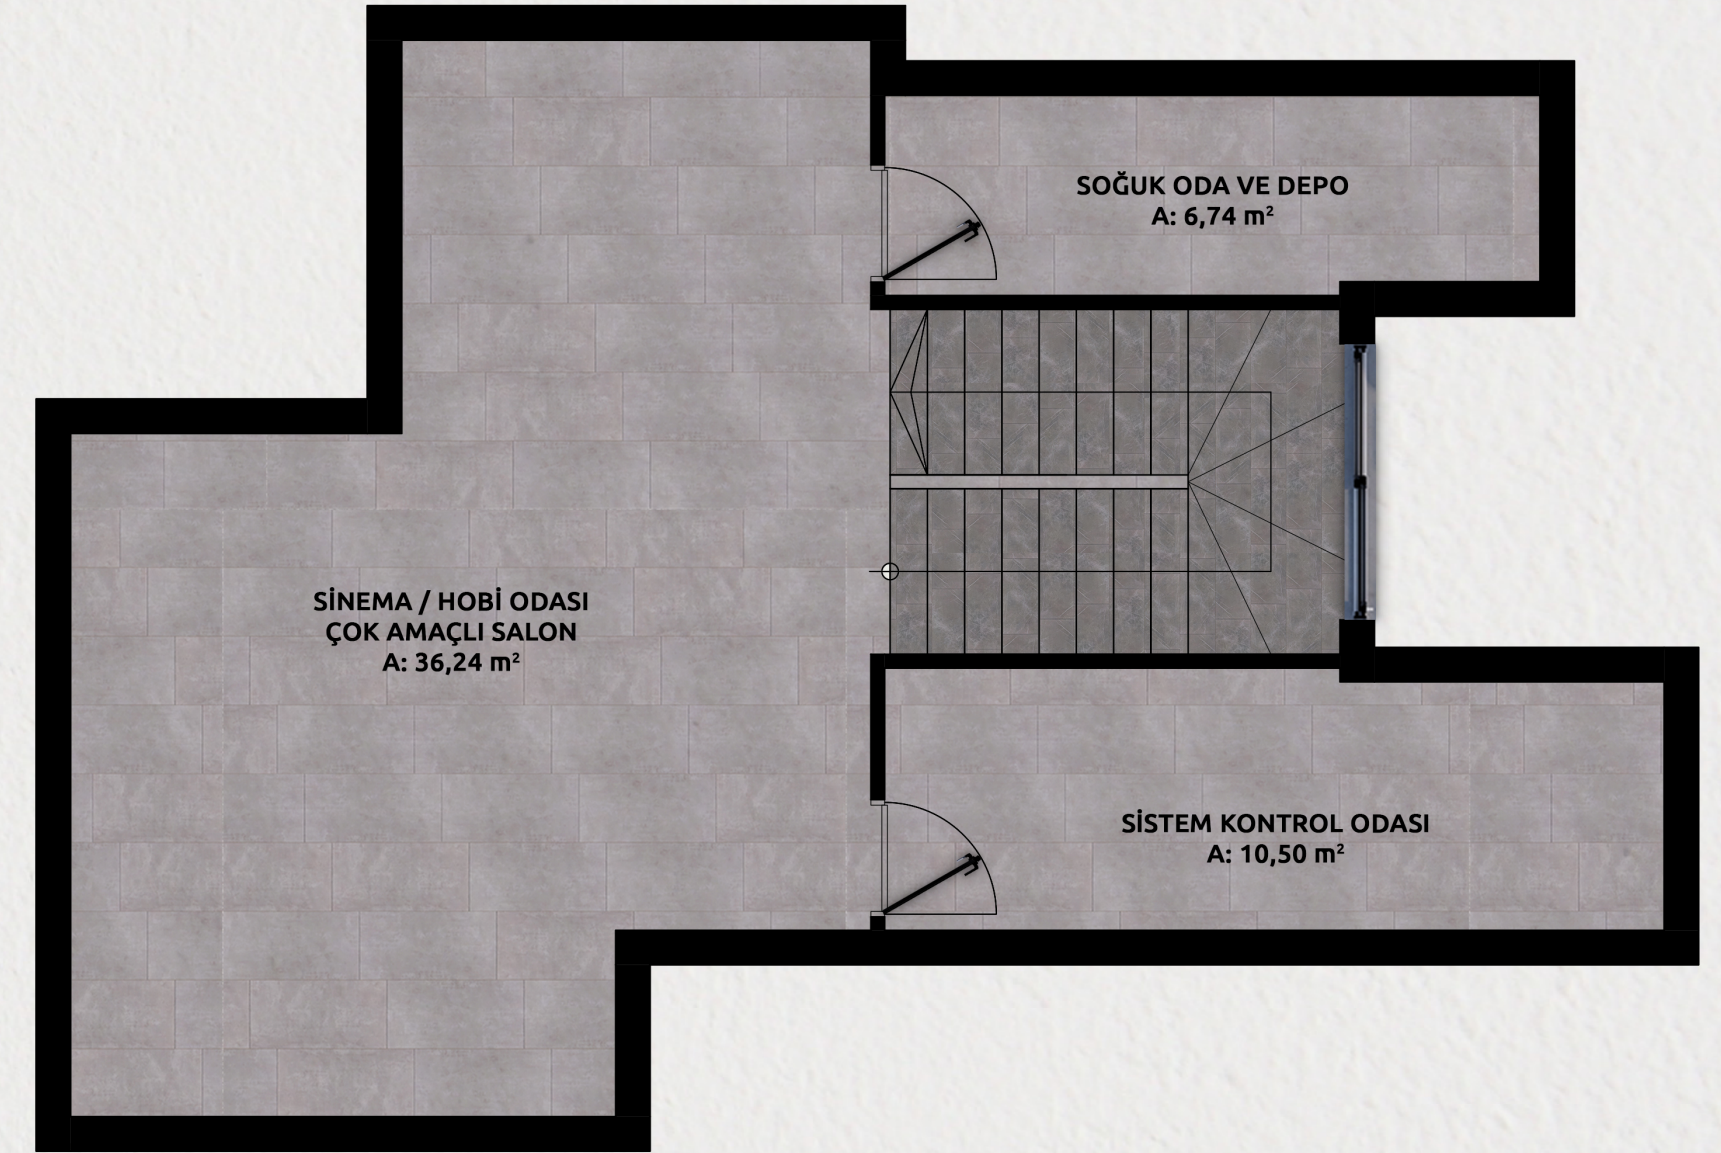 SOĞUK ODA VE DEPO
A: 6,74 m²
SİNEMA / HOBİ ODASI
ÇOK AMAÇLI SALON
A: 36,24 m²
SİSTEM KONTROL ODASI
A: 10,50 m²